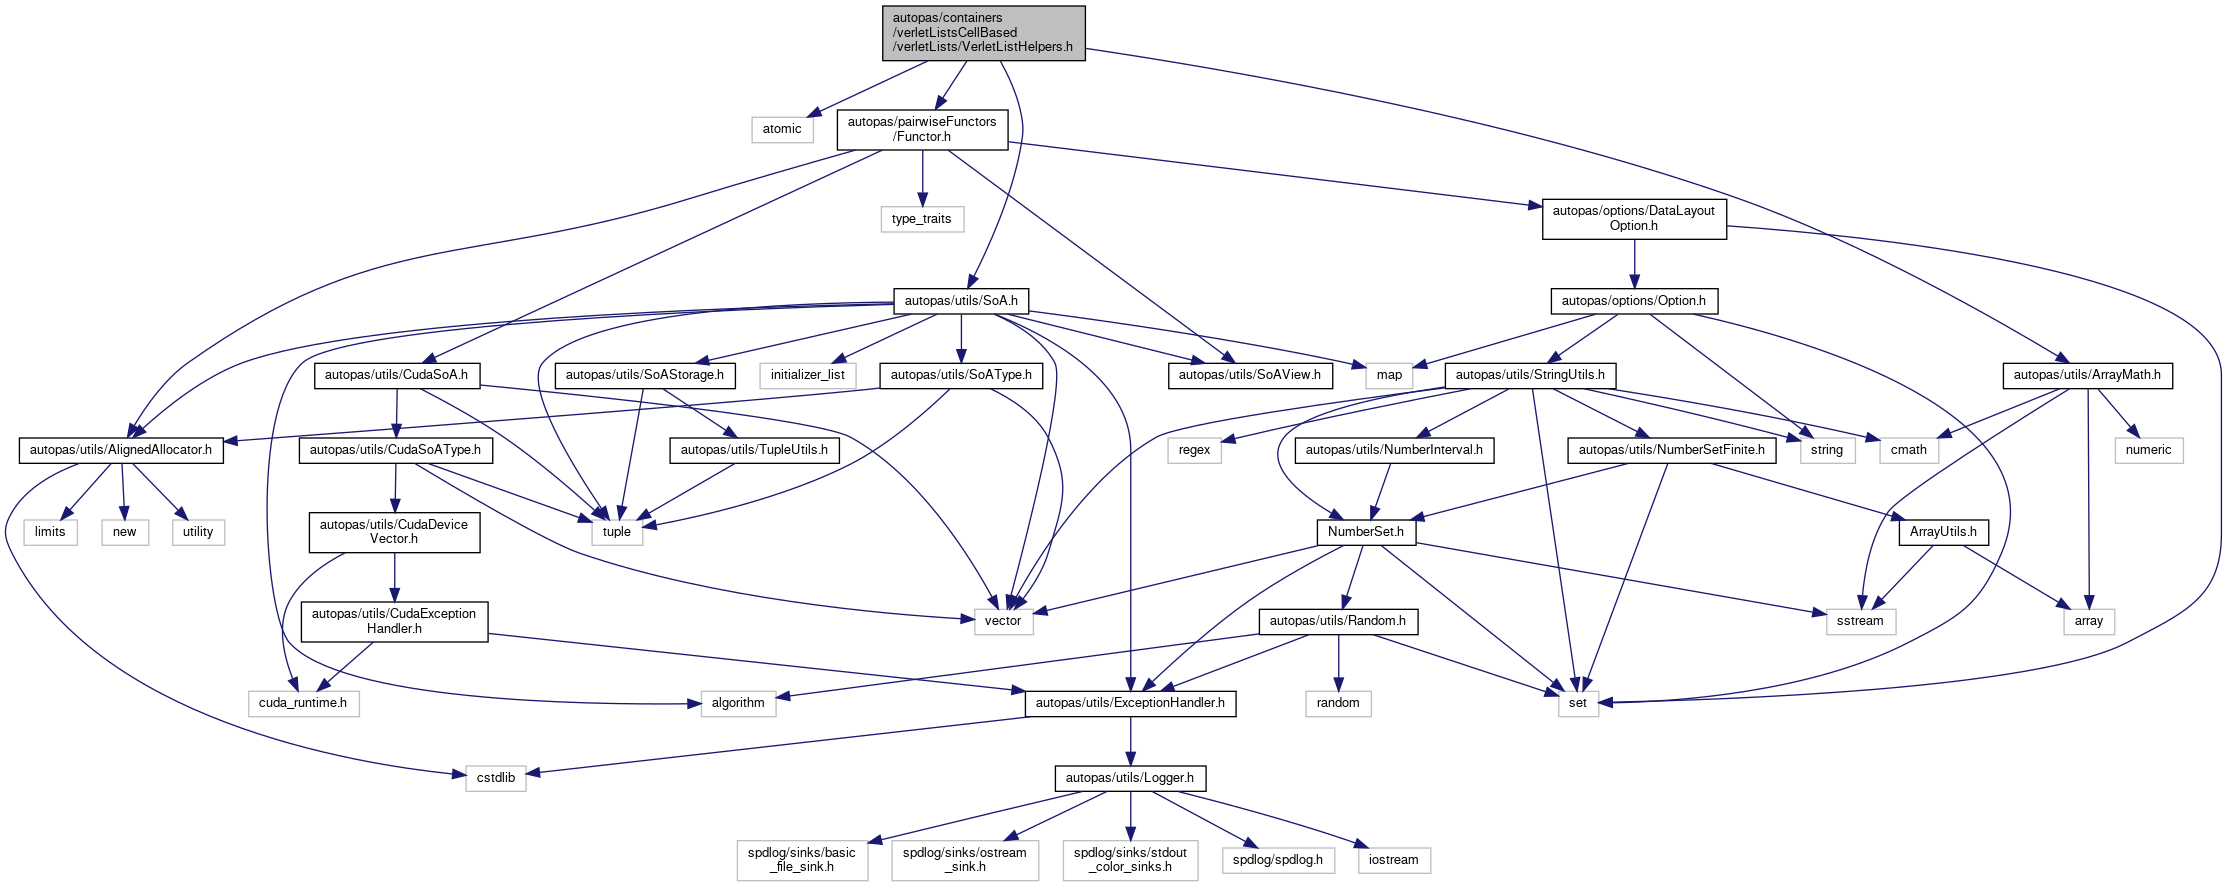 autopas/containers
/verletListsCellBased
/verletLists/VerletListHelpers.h
atomic
autopas/pairwiseFunctors
/Functor.h
type_traits
autopas/options/DataLayout
Option.h
autopas/utils/SoA.h
autopas/options/Option.h
autopas/utils/CudaSoA.h
autopas/utils/SoAStorage.h
initializer_list
autopas/utils/SoAType.h
autopas/utils/SoAView.h
map
autopas/utils/StringUtils.h
autopas/utils/ArrayMath.h
autopas/utils/AlignedAllocator.h
autopas/utils/CudaSoAType.h
autopas/utils/TupleUtils.h
regex
autopas/utils/NumberInterval.h
autopas/utils/NumberSetFinite.h
string
cmath
numeric
limits
new
utility
autopas/utils/CudaDevice
Vector.h
tuple
NumberSet.h
ArrayUtils.h
autopas/utils/CudaException
Handler.h
vector
autopas/utils/Random.h
sstream
array
cuda_runtime.h
algorithm
autopas/utils/ExceptionHandler.h
random
set
cstdlib
autopas/utils/Logger.h
spdlog/sinks/basic
_file_sink.h
spdlog/sinks/ostream
_sink.h
spdlog/sinks/stdout
_color_sinks.h
spdlog/spdlog.h
iostream